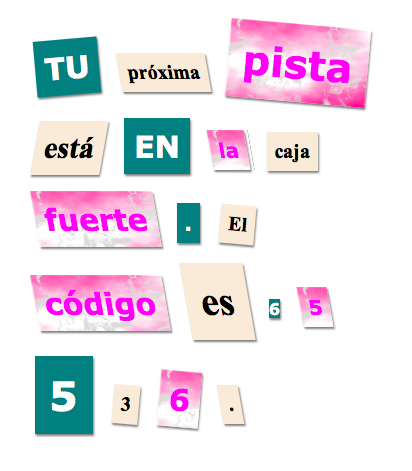 TU próxima pista
está EN la caja
fuerte . El
código es 6 5
5 3 6 .